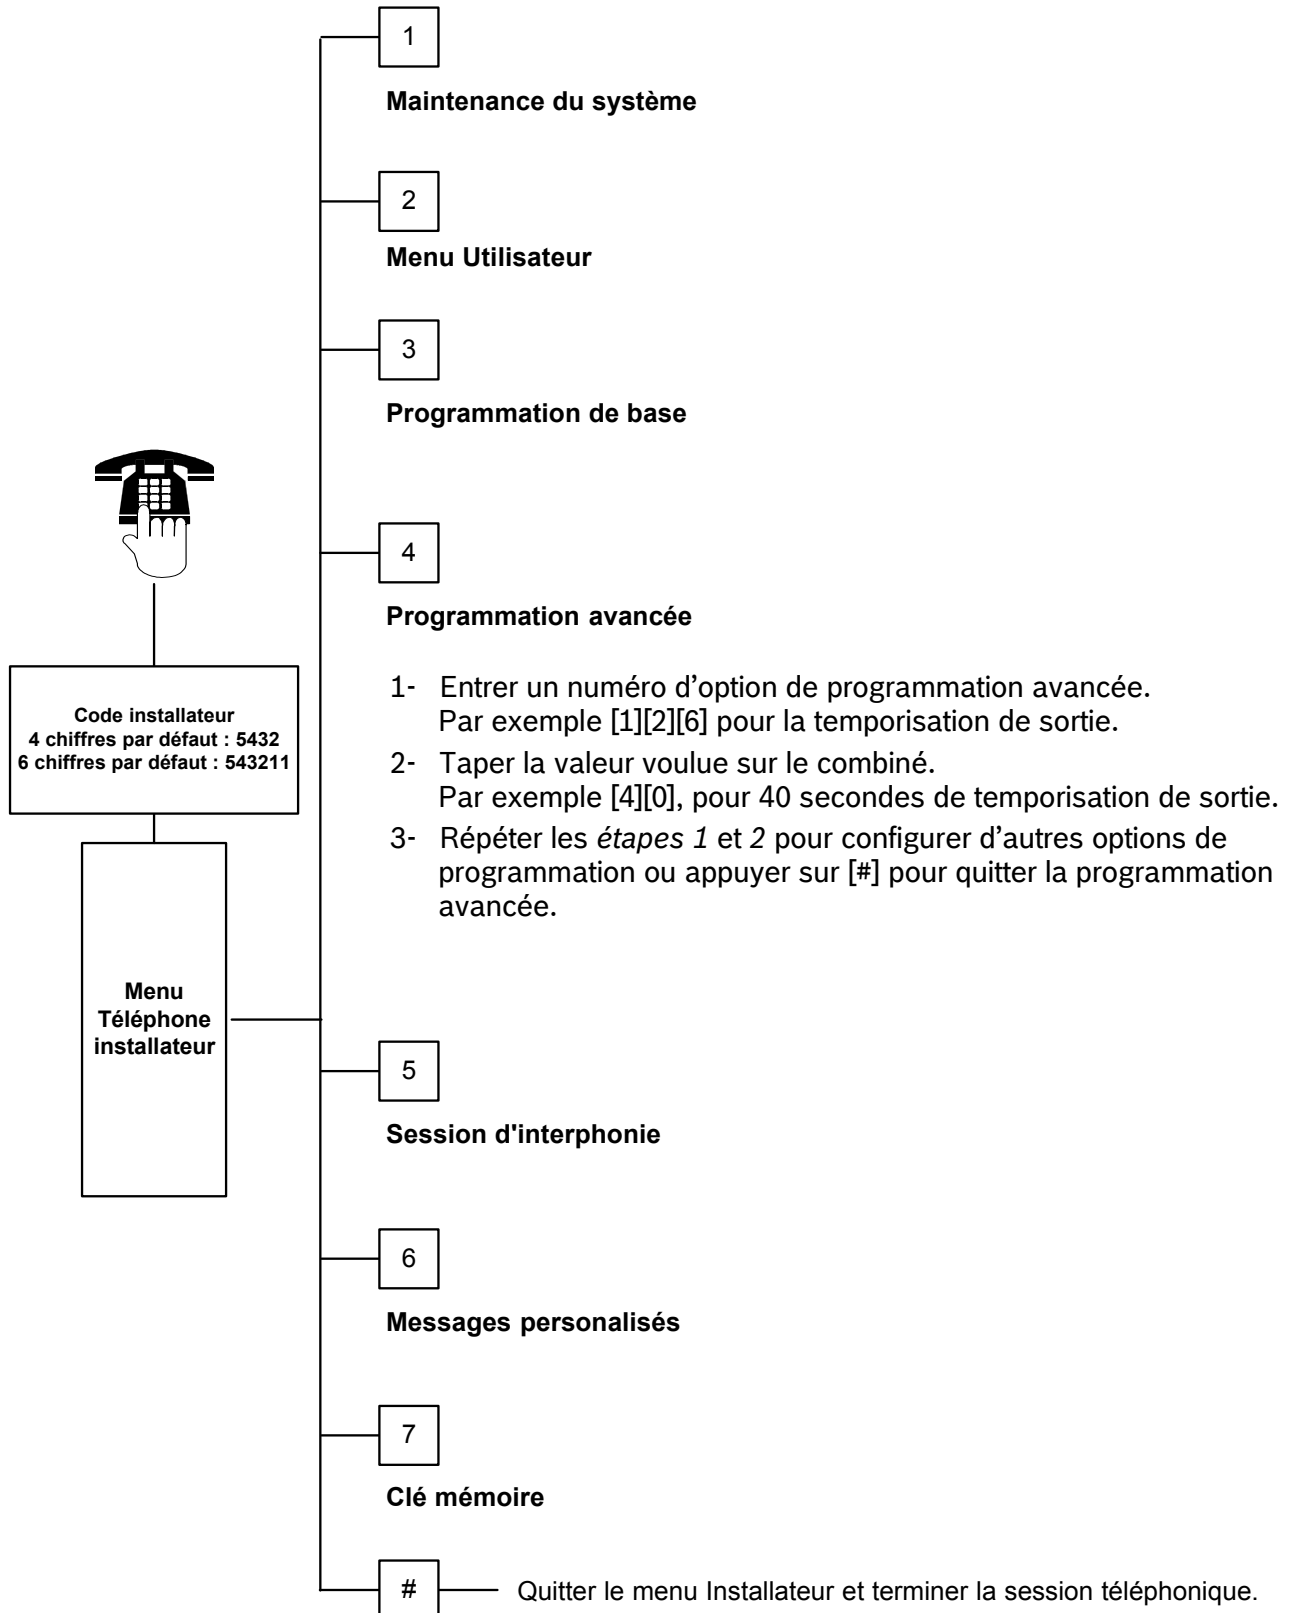 1
Maintenance du système
2
Menu Utilisateur
3
Programmation de base
4
Programmation avancée
1- Entrer un numéro d’option de programmation avancée.
Par exemple [1][2][6] pour la temporisation de sortie.
2- Taper la valeur voulue sur le combiné.
Par exemple [4][0], pour 40 secondes de temporisation de sortie.
3- Répéter les étapes 1 et 2 pour configurer d’autres options de
programmation ou appuyer sur [#] pour quitter la programmation
avancée.
Code installateur
4 chiffres par défaut : 5432
6 chiffres par défaut : 543211
Menu
Téléphone
installateur
5
Session d'interphonie
6
Messages personalisés
7
Clé mémoire
#
Quitter le menu Installateur et terminer la session téléphonique.